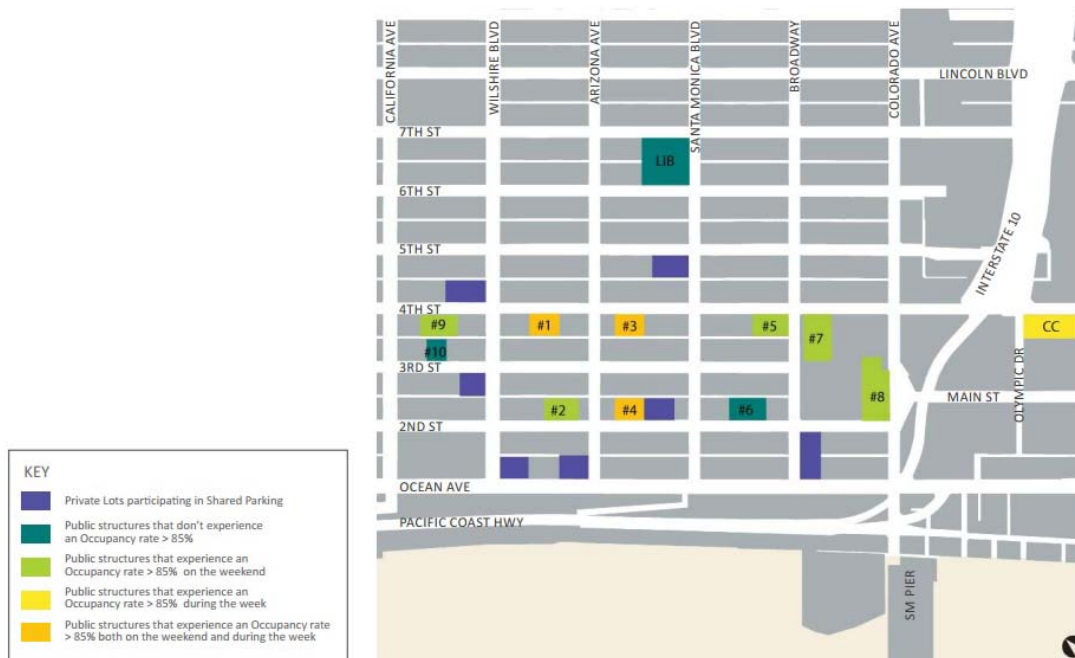 CALIFORNIA AVE
WILSHIRE BLVD
ARIZONA AVE
SANTA MONICA BLVD
BROADWAY
COLORADO AVE
LINCOLN BLVD
7TH ST
LIB
6TH ST
5TH ST
INTERSTATE 10
4TH ST
#9
#1
#3
#5
#7
CC
#10
3RD ST
OLYMPIC DR
#2
#4
#6
#8
MAIN ST
2ND ST
OCEAN AVE
PACIFIC COAST HWY
SM PIER
KEY
Private Lots participating in Shared Parking
Public structures that don't experience
an Occupancy rate > 85%
Public structures that experience an
Occupancy rate > 85% on the weekend
Public structures that experience an
Occupancy rate > 85% during the week
Public structures that experience an Occupancy rate
> 85% both on the weekend and during the week